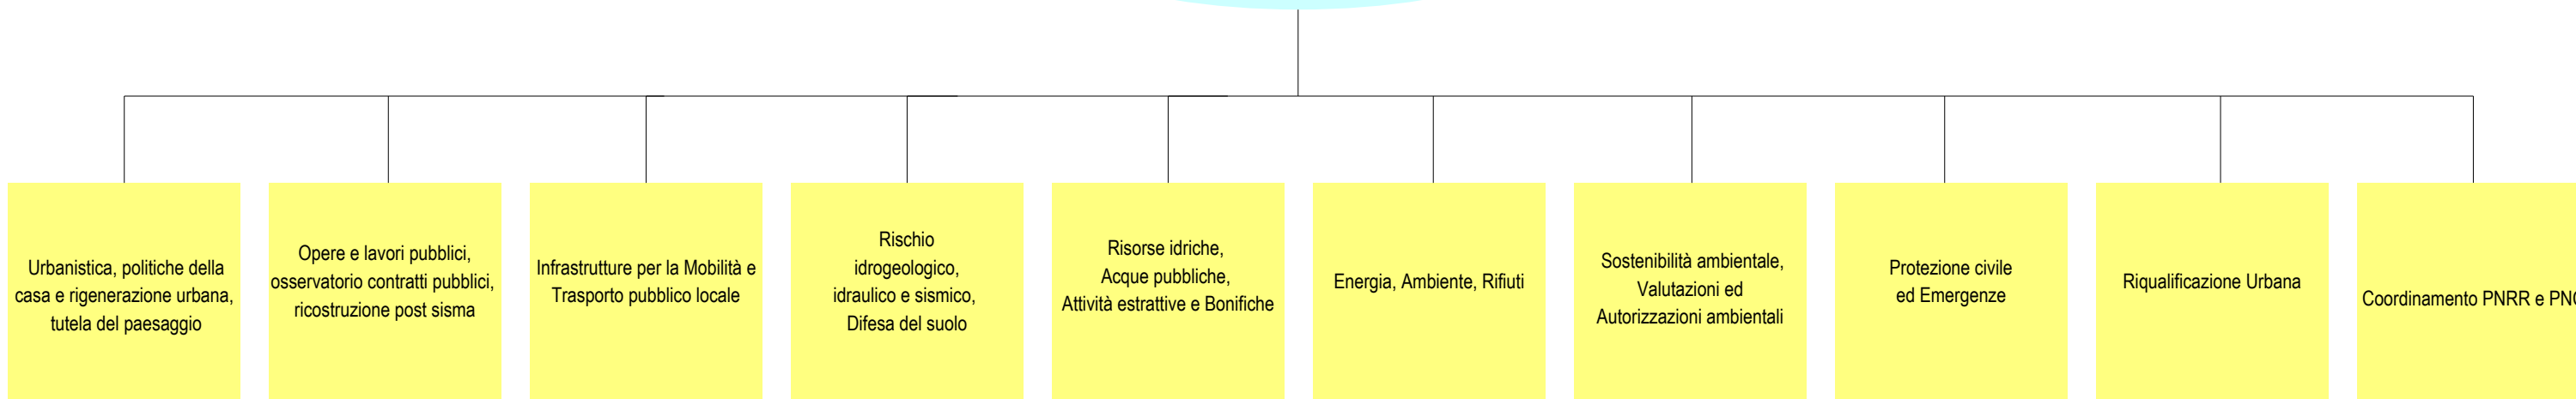 Urbanistica, politiche della
casa e rigenerazione urbana,
tutela del paesaggio
Opere e lavori pubblici,
osservatorio contratti pubblici,
ricostruzione post sisma
Infrastrutture per la Mobilità e
Trasporto pubblico locale
Rischio
idrogeologico,
idraulico e sismico,
Difesa del suolo
Risorse idriche,
Acque pubbliche,
Attività estrattive e Bonifiche
Energia, Ambiente, Rifiuti
Sostenibilità ambientale,
Valutazioni ed
Autorizzazioni ambientali
Protezione civile
ed Emergenze
Riqualificazione Urbana
Coordinamento PNRR e